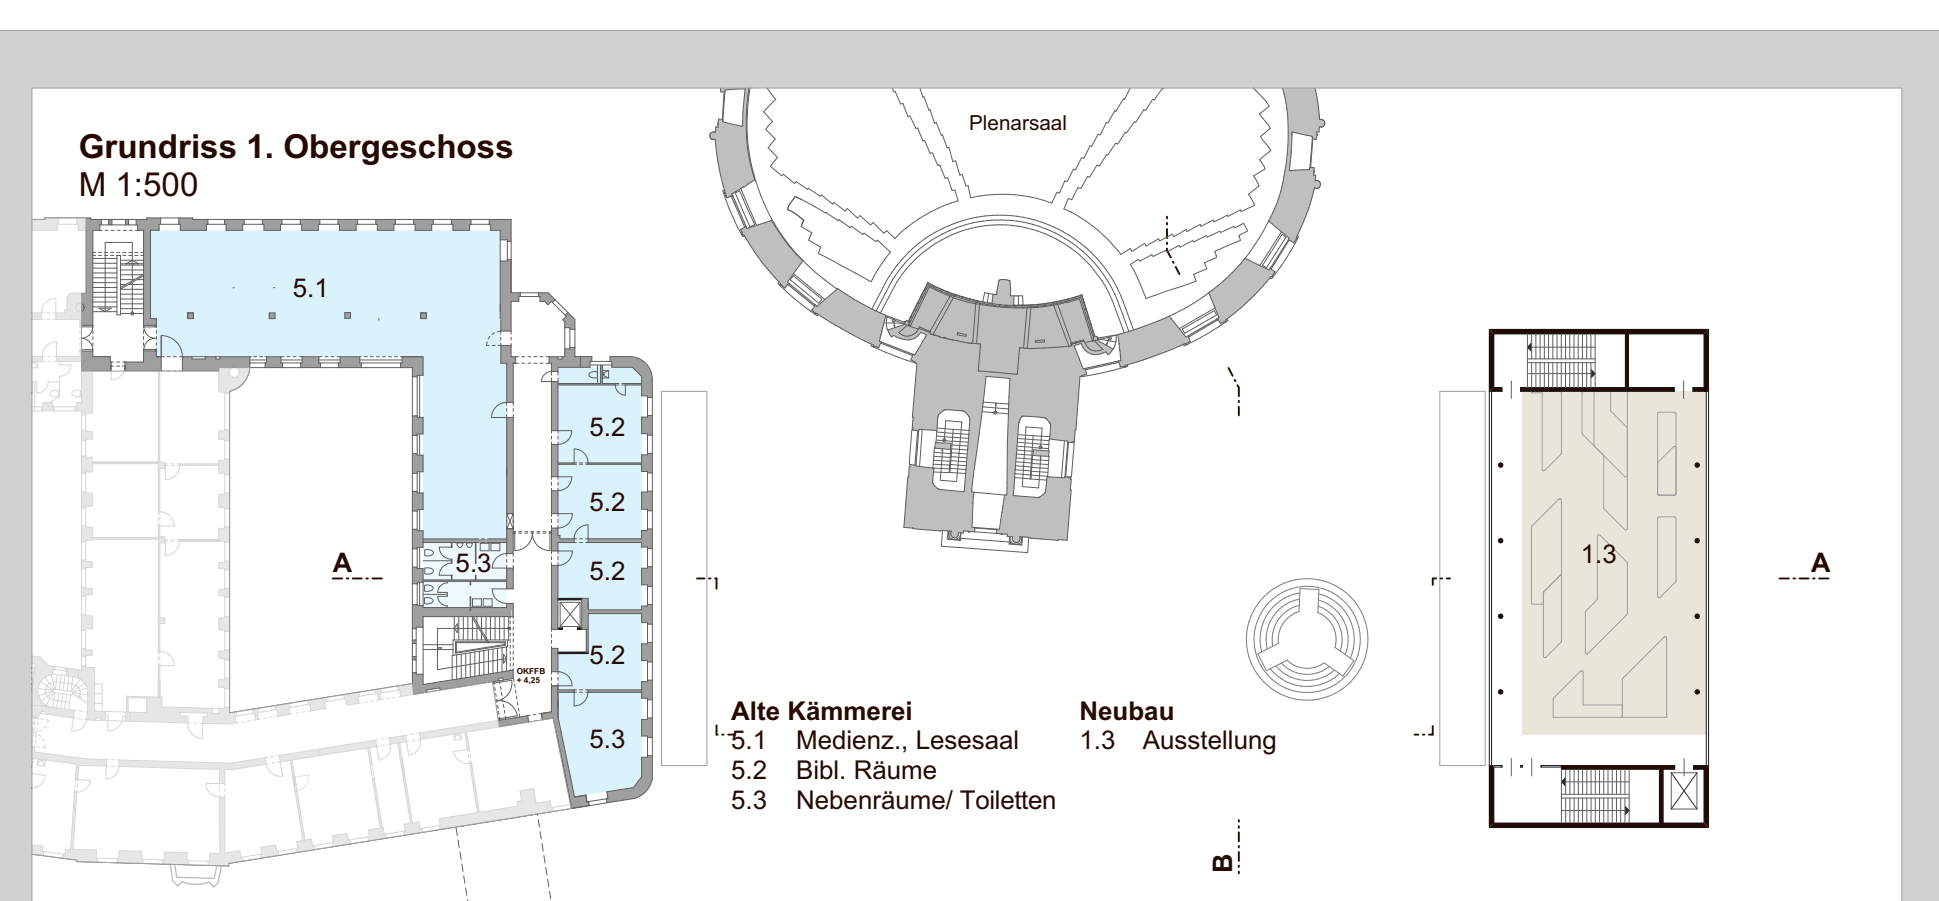 Plenarsaal
Grundriss 1. Obergeschoss
M 1:500
5.1
5.2
5.2
A
5.3
5.2
1.3
A
5.2
OKFFB
+ 4,25
5.3
Alte Kämmerei
5.1 Medienz., Lesesaal
5.2 Bibl. Räume
5.3 Nebenräume/ Toiletten
Neubau
1.3 Ausstellung
B